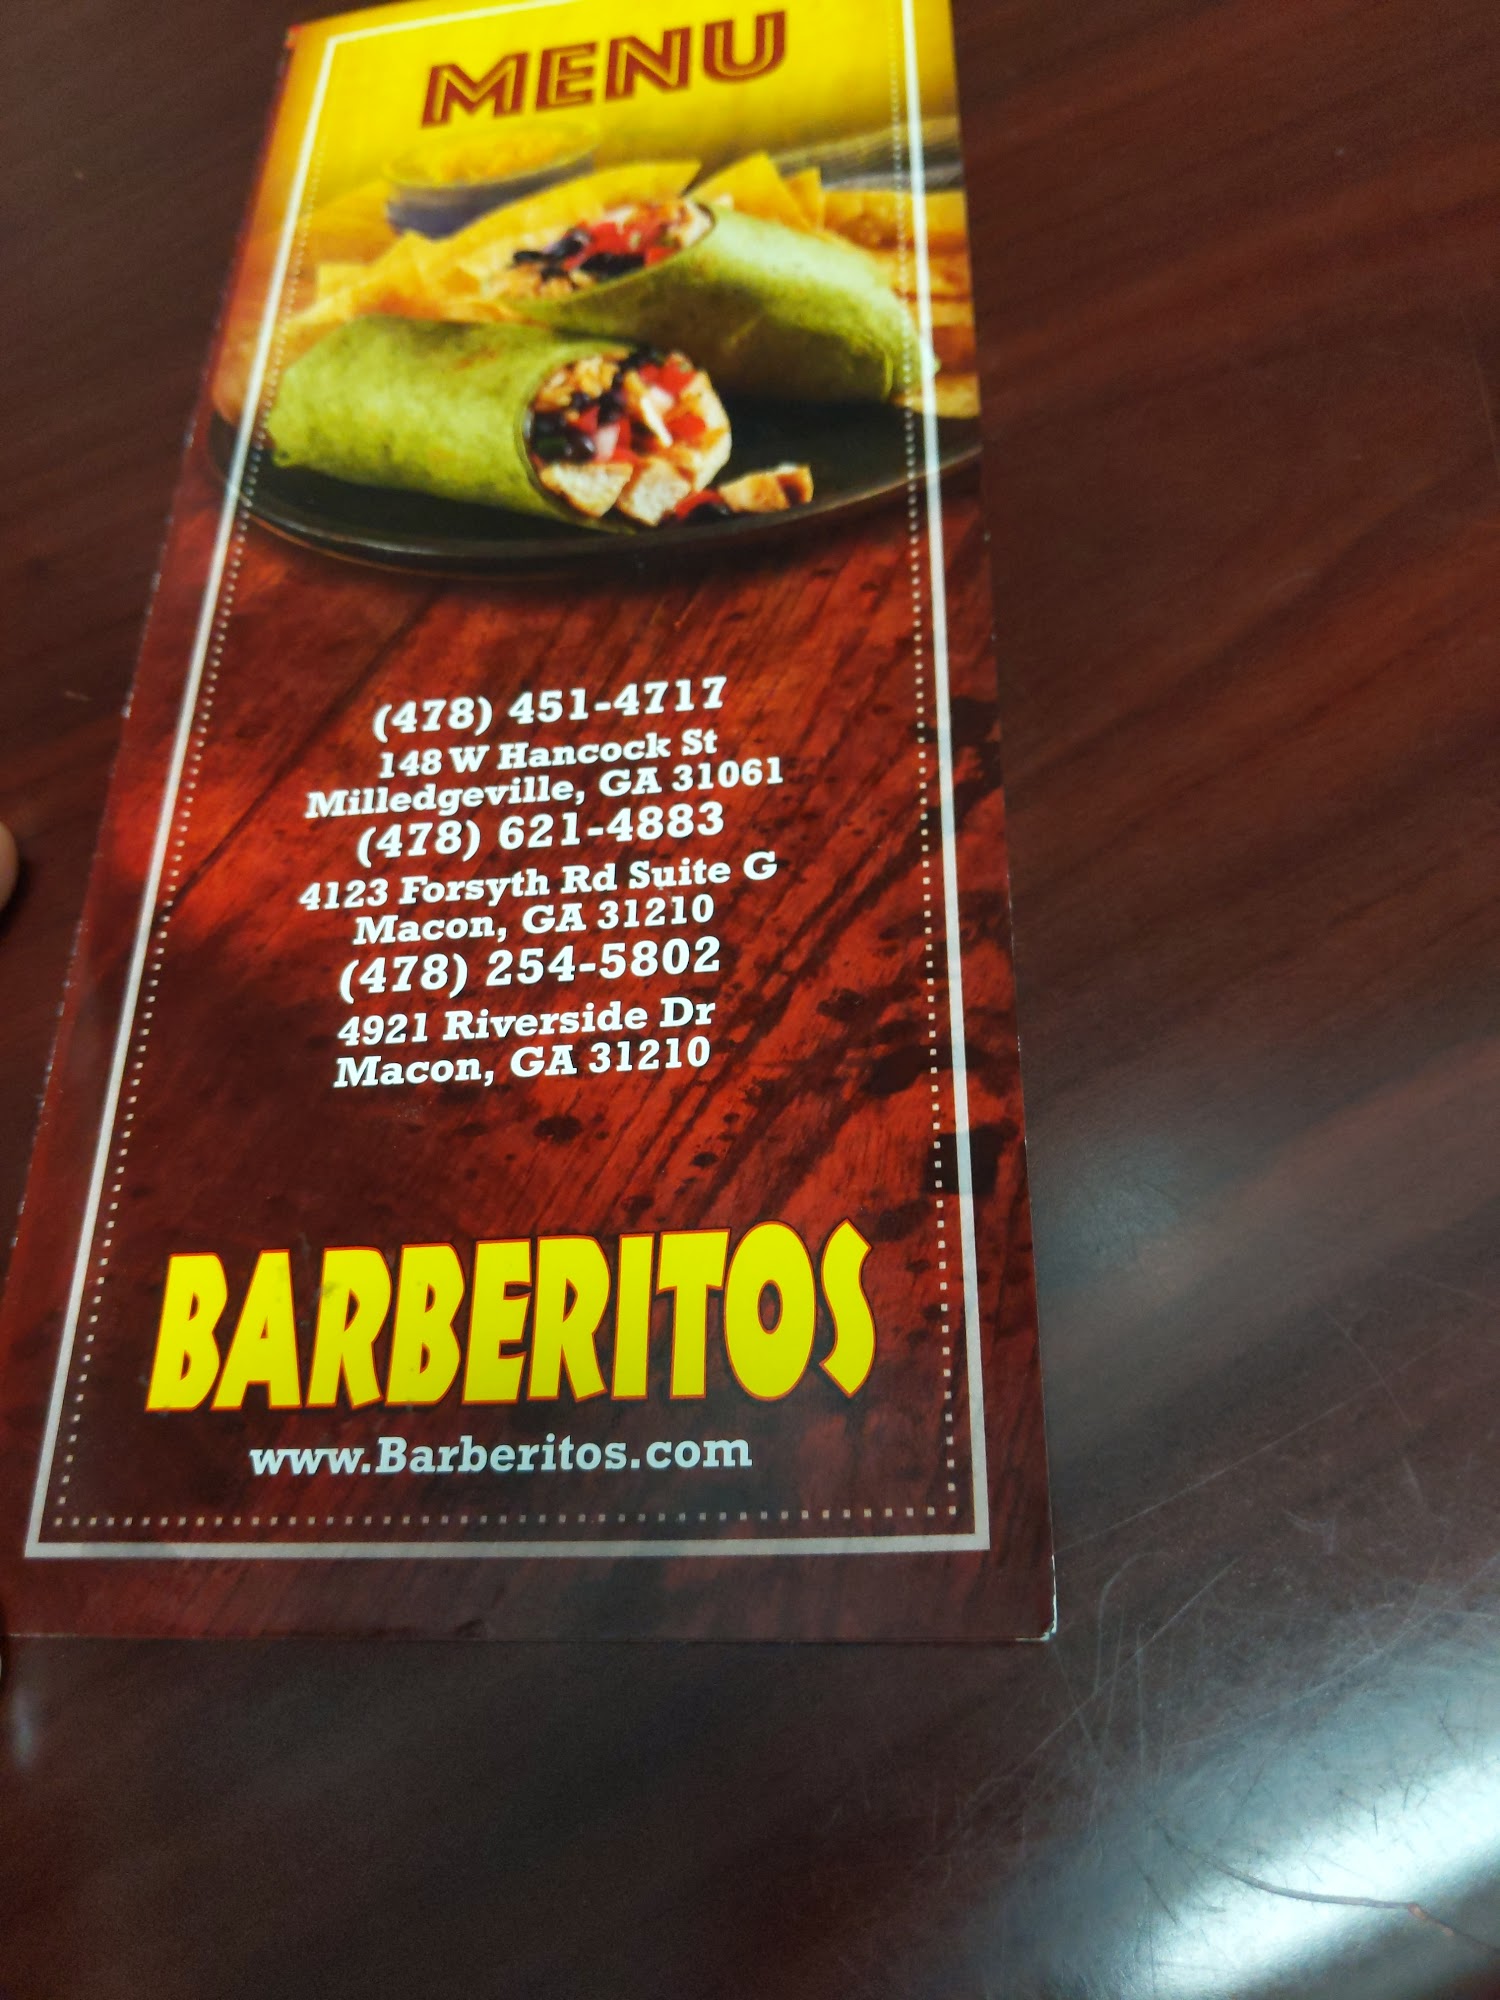 MENU
(478) 451-4717
148 W Hancock St
Milledgeville, GA 31061
(478) 621-4883
4123 Forsyth Rd Suite G
Macon, GA 31210
(478) 254-5802
4921 Riverside Dr
Macon, GA 31210
BARBERITOS
www.Barberitos.com